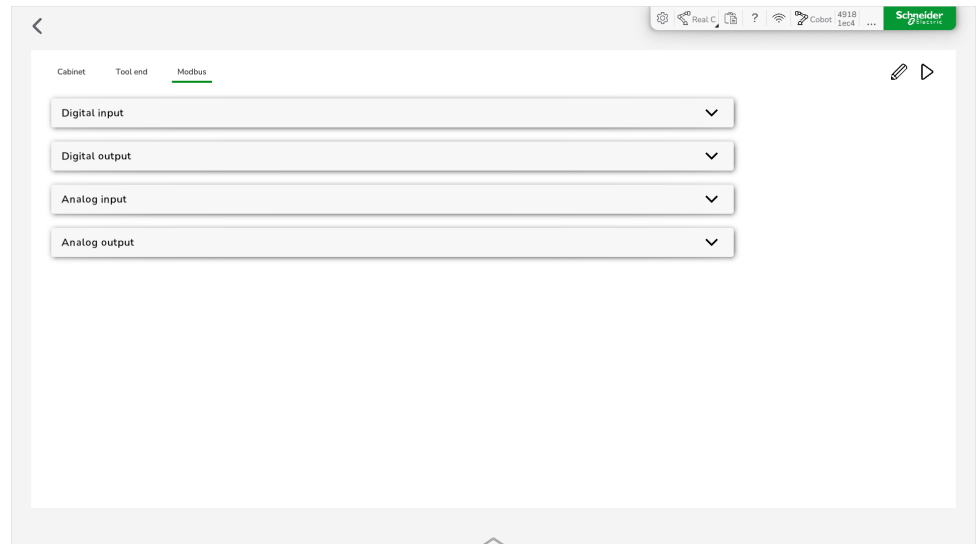 Real C
?
Cobot
4918
1ec4
...
Schneider
Electric
Cabinet
Tool end
Modbus
Digital input
Digital output
Analog input
Analog output